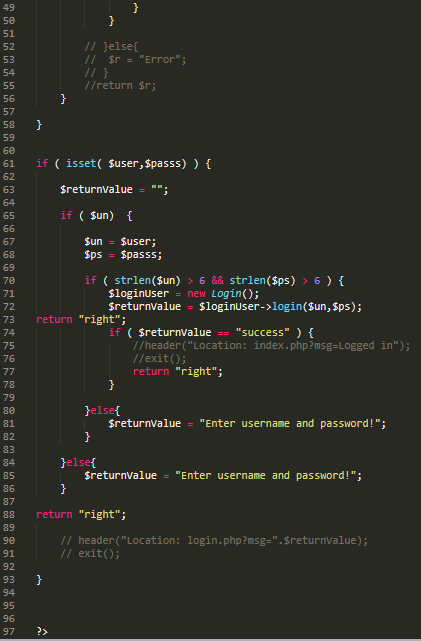 49 }
50 }
51
52 // }else{
53 //  $r = "Error";
54 // }
55 //return $r;
56 }
57
58 }
59
60
61 if ( isset( $user,$passs) ) {
62
63 $returnValue = "";
64
65 if ( $un)  {
66
67 $un = $user;
68 $ps = $passs;
69
70 if ( strlen($un) > 6 && strlen($ps) > 6 ) {
71 $loginUser = new Login();
72 $returnValue = $loginUser->login($un,$ps);
73 return "right";
74 if ( $returnValue == "success" ) {
75 //header("Location: index.php?msg=Logged in");
76 //exit();
77 return "right";
78 }
79
80 }else{
81 $returnValue = "Enter username and password!";
82 }
83
84 }else{
85 $returnValue = "Enter username and password!";
86 }
87
88 return "right";
89
90 // header("Location: login.php?msg=".$returnValue);
91 // exit();
92
93 }
94
95
96
97 ?>